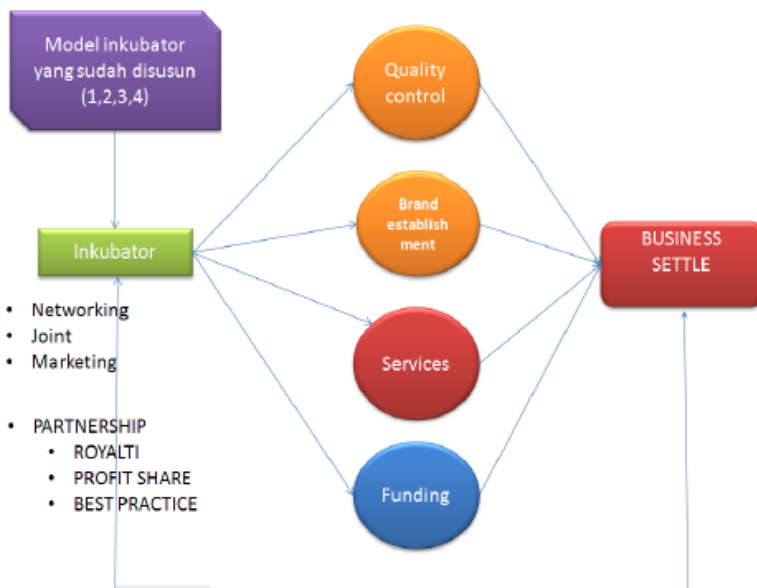 Model inkubator
yang sudah disusun
(1,2,3,4)
Quality
control
Brand
establish
ment
Inkubator
BUSINESS
SETTLE
• Networking
• Joint
• Marketing
Services
• PARTNERSHIP
• ROYALTI
• PROFIT SHARE
• BEST PRACTICE
Funding